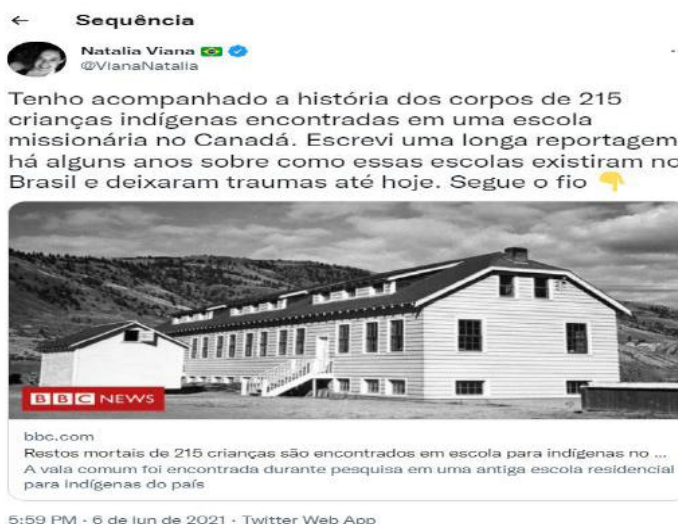 ← Sequência
Natalia Viana 🇧🇷
@VianaNatalia
Tenho acompanhado a história dos corpos de 215
crianças indígenas encontradas em uma escola
missionária no Canadá. Escrevi uma longa reportagem
há alguns anos sobre como essas escolas existiram no
Brasil e deixaram traumas até hoje. Segue o fio 👇
BBC NEWS
bbc.com
Restos mortais de 215 crianças são encontrados em escola para indígenas no ...
A vala comum foi encontrada durante pesquisa em uma antiga escola residencial
para indígenas do país
5:59 PM · 6 de jun de 2021 · Twitter Web App